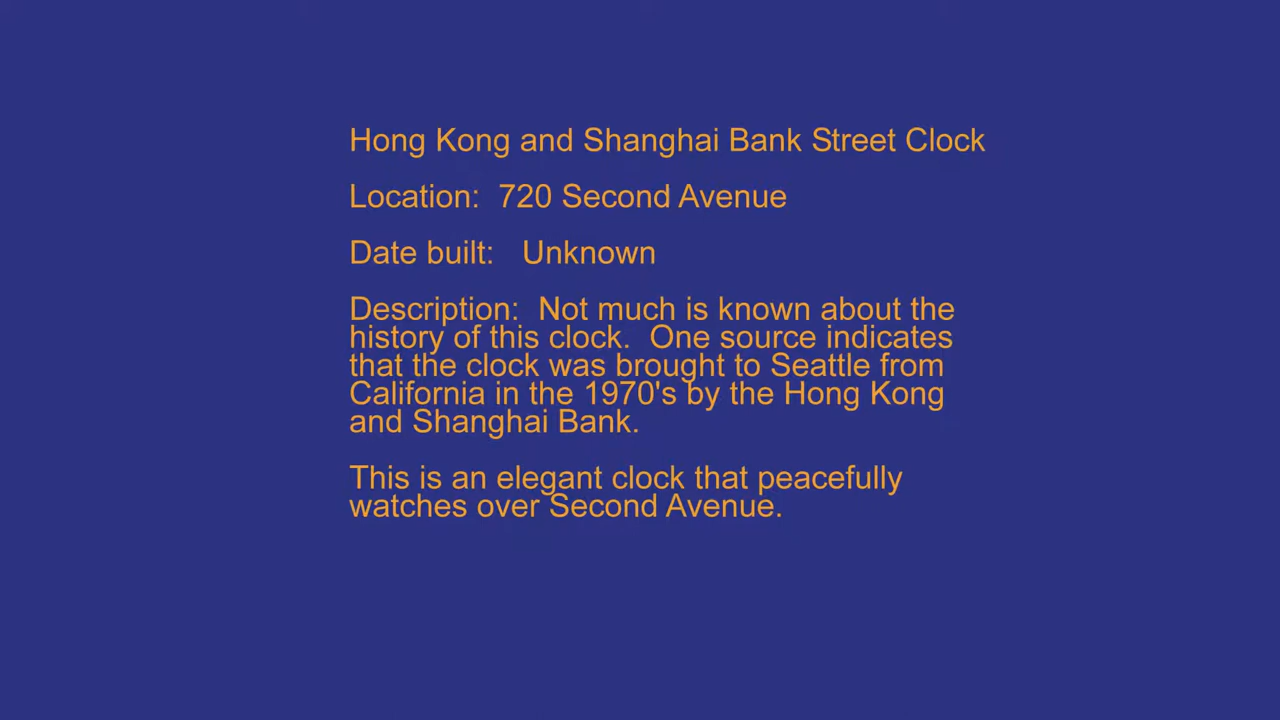 Hong Kong and Shanghai Bank Street Clock
Location:  720 Second Avenue
Date built:   Unknown
Description:  Not much is known about the
history of this clock.  One source indicates
that the clock was brought to Seattle from
California in the 1970's by the Hong Kong
and Shanghai Bank.
This is an elegant clock that peacefully
watches over Second Avenue.